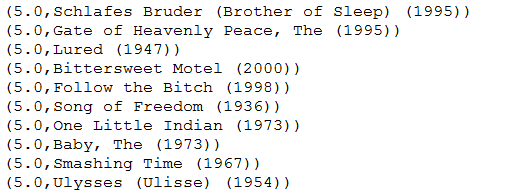 (5.0,Schlafes Bruder (Brother of Sleep) (1995))
(5.0,Gate of Heavenly Peace, The (1995))
(5.0,Lured (1947))
(5.0,Bittersweet Motel (2000))
(5.0,Follow the Bitch (1998))
(5.0,Song of Freedom (1936))
(5.0,One Little Indian (1973))
(5.0,Baby, The (1973))
(5.0,Smashing Time (1967))
(5.0,Ulysses (Ulisse) (1954))